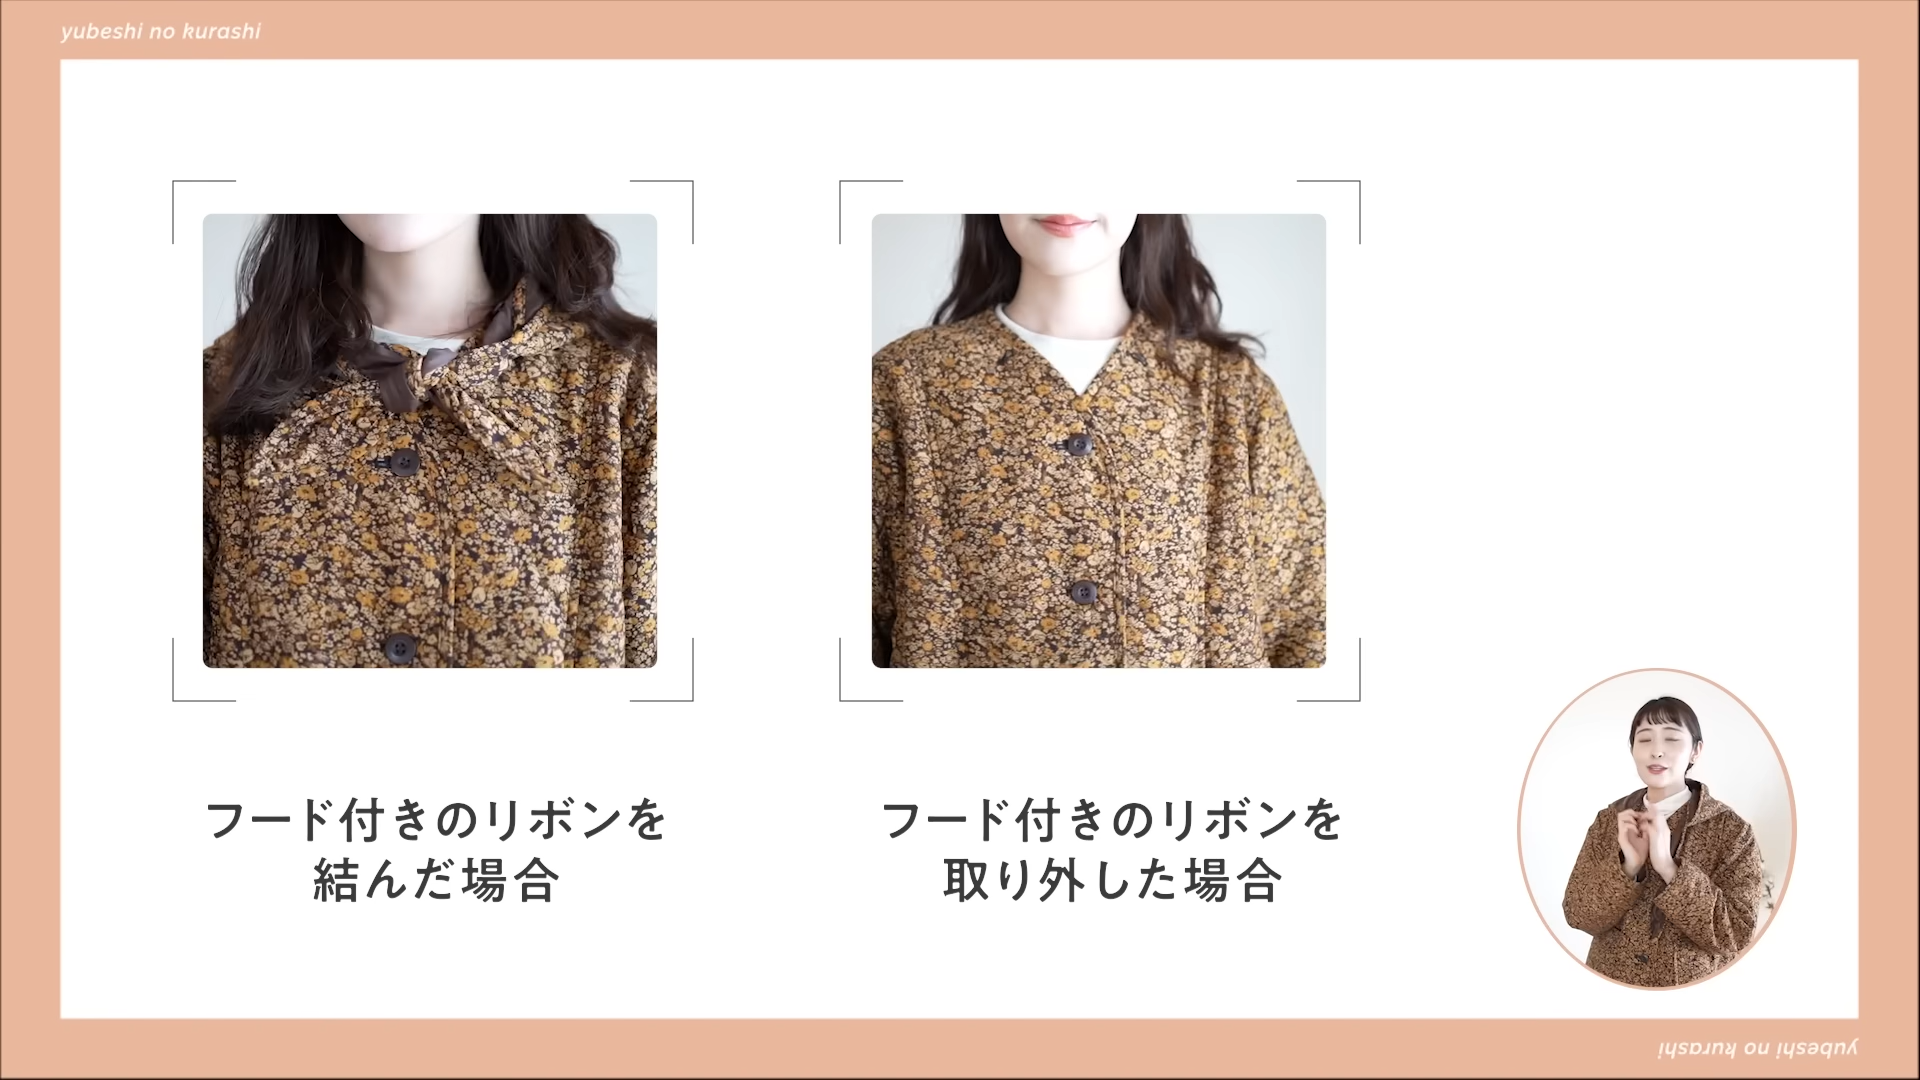 yubeshi no kurashi
フード付きのリボンを
結んだ場合
フード付きのリボンを
取り外した場合
yubeshi no kurashi